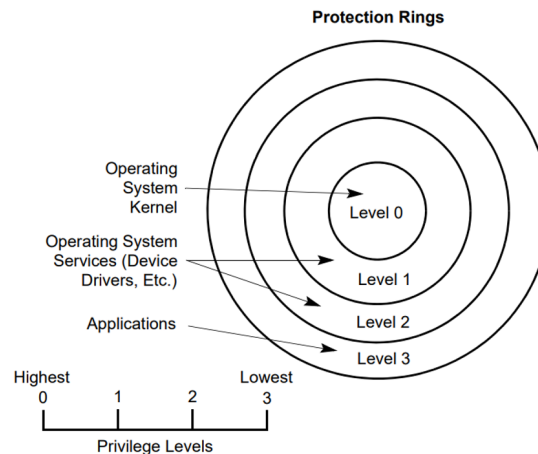 Protection Rings
Operating
System
Kernel
Level 0
Operating System
Services (Device
Drivers, Etc.)
Level 1
Level 2
Applications
Level 3
Highest
Lowest
0 1 2 3
Privilege Levels